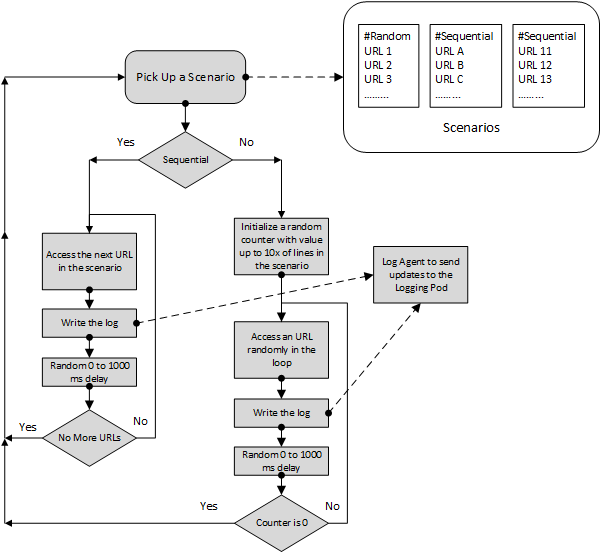 Pick Up a Scenario
#Random
URL 1
URL 2
URL 3
.........
#Sequential
URL A
URL B
URL C
.........
#Sequential
URL 11
URL 12
URL 13
.........
Scenarios
Yes
No
Sequential
Access the next URL
in the scenario
Write the log
Random 0 to 1000
ms delay
Yes
No
No More URLs
Initialize a random
counter with value
up to 10x of lines in
the scenario
Access an URL
randomly in the
loop
Write the log
Random 0 to 1000
ms delay
Yes
No
Counter is 0
Log Agent to send
updates to the
Logging Pod